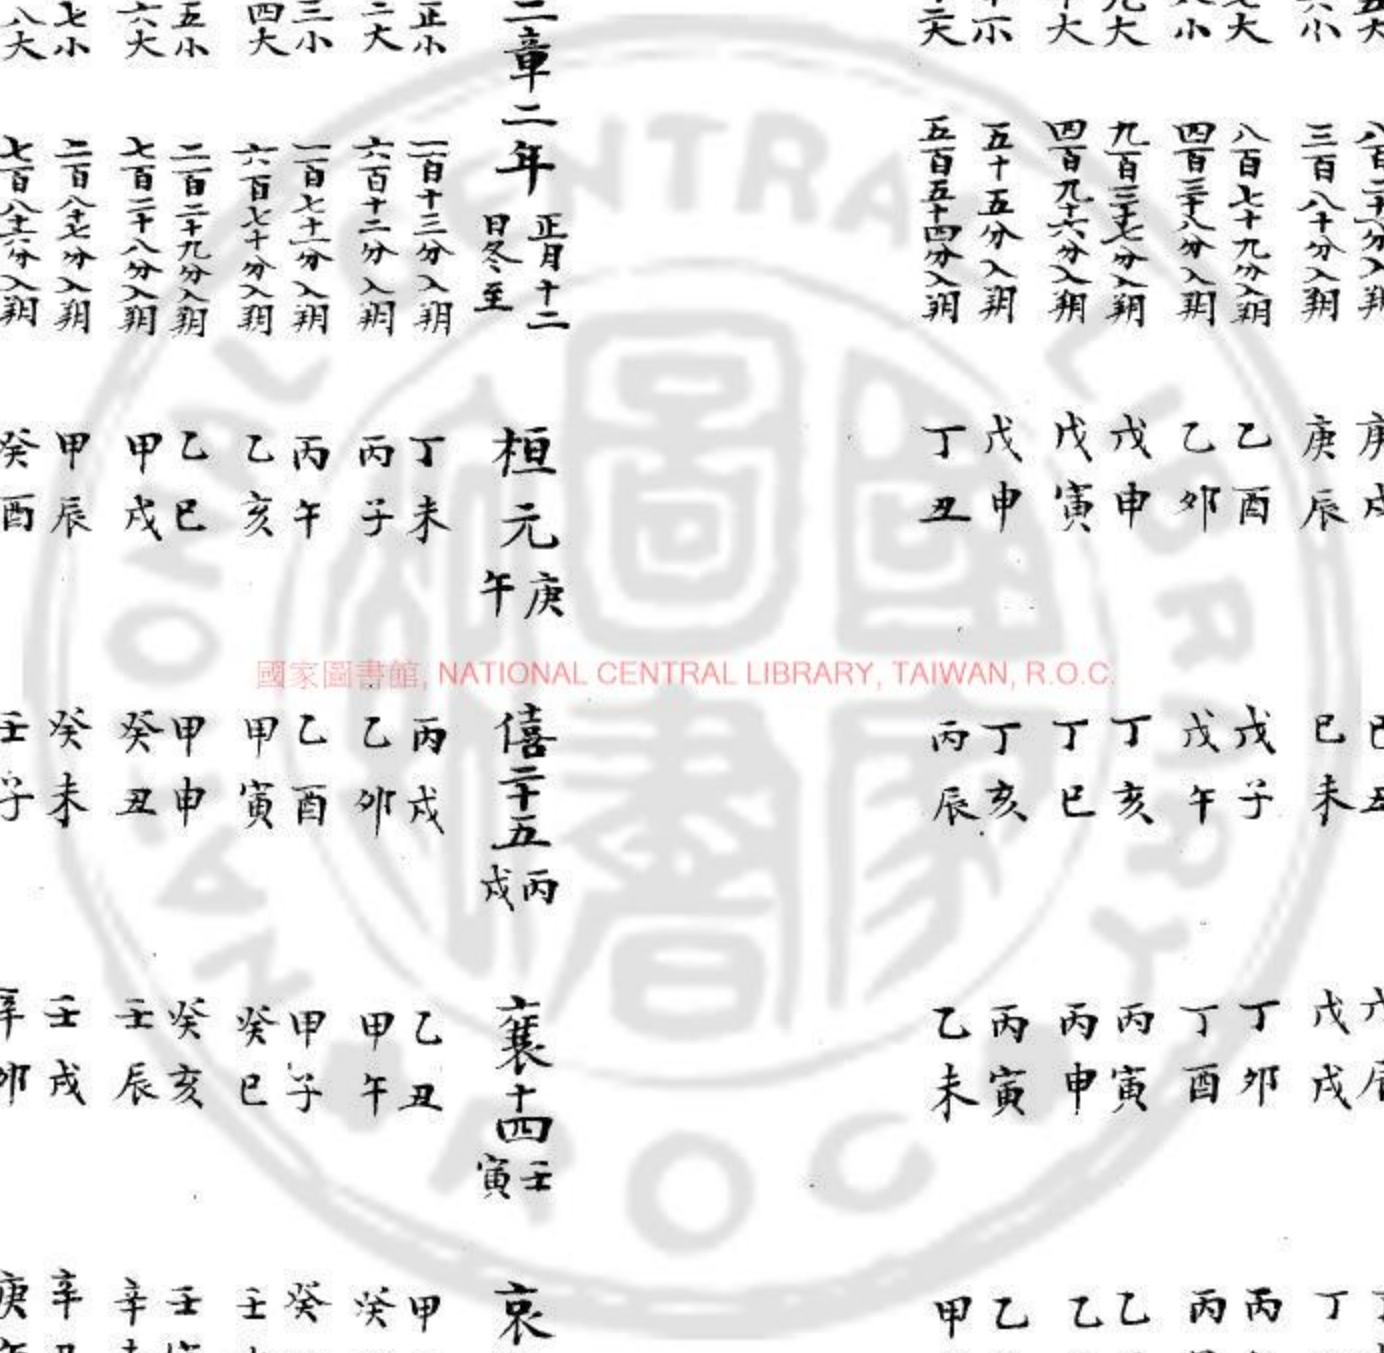 三百八十分入朔
庚辰
己未
戊戌
丁
八百七十九分入朔
乙酉
戊子
丁卯
丙
四百三十八分入朔
乙卯
戊午
丁酉
丙
九百三十七分入朔
戊申
丁亥
丙寅
乙
四百九十六分入朔
戊寅
丁巳
丙申
乙
五十五分入朔
戊申
丁亥
丙寅
乙
五百五十四分入朔
丁丑
丙辰
乙未
甲
二章二年 正月十二日冬至
桓元 庚午
僖二十五 丙戌
襄十四 壬寅
哀
正小 一百十三分入朔
丁未
丙戌
乙丑
甲
二大 六百十二分入朔
丙子
乙卯
甲午
癸
三小 一百七十一分入朔
丙午
乙酉
甲子
癸
四大 六百七十分入朔
乙亥
甲寅
癸巳
壬
五小 二百二十九分入朔
乙巳
甲申
癸亥
壬
六大 七百二十八分入朔
甲戌
癸丑
壬辰
辛
七小 二百八十七分入朔
甲辰
癸未
壬戌
辛
八大 七百八十六分入朔
癸酉
壬子
辛卯
庚
國家圖書館, NATIONAL CENTRAL LIBRARY, TAIWAN, R.O.C.